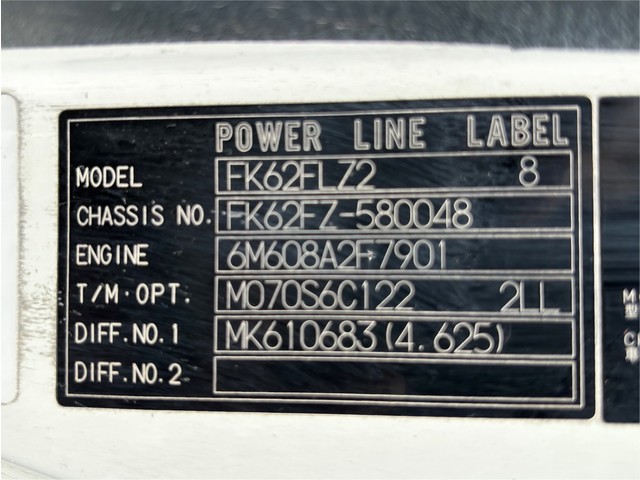 POWER LINE LABEL
MODEL FK62FLZ2 8
CHASSIS NO. FK62FZ-580048
ENGINE 6M608A2F7901
T/M·OPT. M070S6C122 2LL
DIFF.NO.1 MK610683(4.625)
DIFF.NO.2